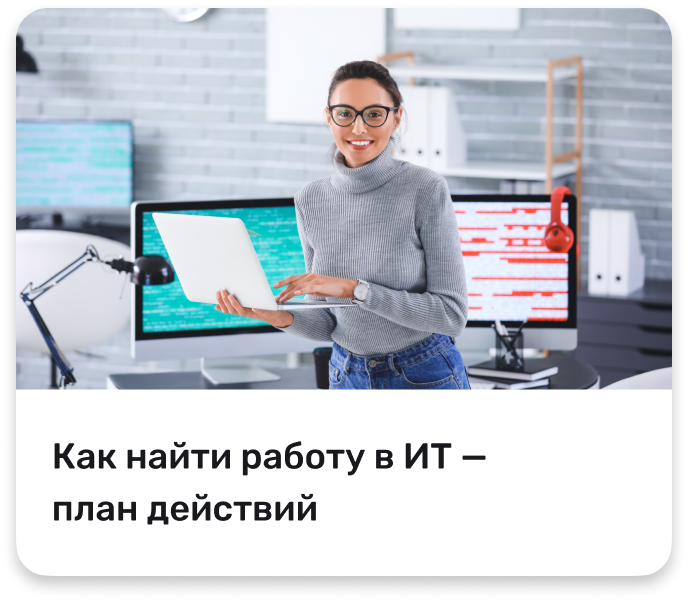 Как найти работу в ИТ —
план действий